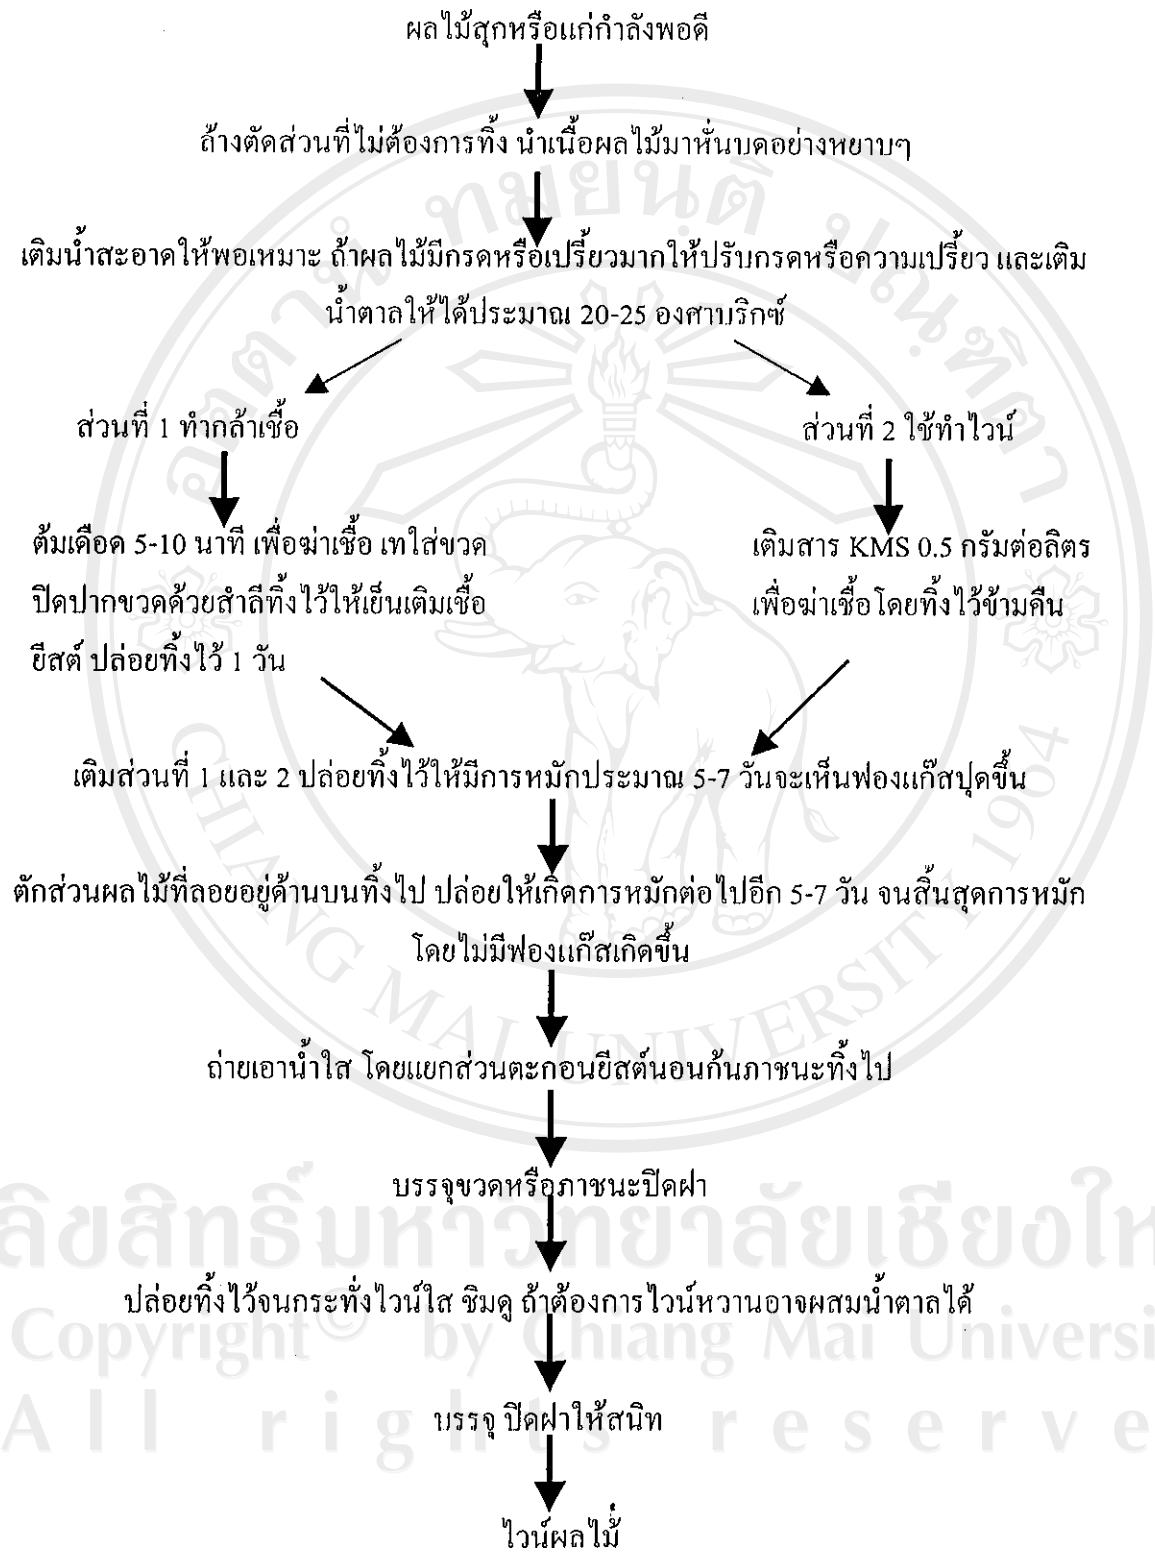 ผลไม้สุกหรือแก่กำลังพอดี
ล้างตัดส่วนที่ไม่ต้องการทิ้ง นำเนื้อผลไม้มาหั่นบดอย่างหยาบๆ
เติมน้ำสะอาดให้พอเหมาะ ถ้าผลไม้มีกรดหรือเปรี้ยวมากให้ปรับกรดหรือความเปรี้ยว และเติม
น้ำตาลให้ได้ประมาณ 20-25 องศาบริกซ์
ส่วนที่ 1 ทำกล้าเชื้อ
ต้มเดือด 5-10 นาที เพื่อฆ่าเชื้อ เทใส่ขวด
ปิดปากขวดด้วยสำลีทิ้งไว้ให้เย็นเติมเชื้อ
ยีสต์ ปล่อยทิ้งไว้ 1 วัน
ส่วนที่ 2 ใช้ทำไวน์
เติมสาร KMS 0.5 กรัมต่อลิตร
เพื่อฆ่าเชื้อโดยทิ้งไว้ข้ามคืน
เติมส่วนที่ 1 และ 2 ปล่อยทิ้งไว้ให้มีการหมักประมาณ 5-7 วันจะเห็นฟองแก๊สปุดขึ้น
ตักส่วนผลไม้ที่ลอยอยู่ด้านบนทิ้งไป ปล่อยให้เกิดการหมักต่อไปอีก 5-7 วัน จนสิ้นสุดการหมัก
โดยไม่มีฟองแก๊สเกิดขึ้น
ถ่ายเอาน้ำใส โดยแยกส่วนตะกอนยีสต์นอนก้นภาชนะทิ้งไป
บรรจุขวดหรือภาชนะปิดฝา
ปล่อยทิ้งไว้จนกระทั่งไวน์ใส ชิมดู ถ้าต้องการไวน์หวานอาจผสมน้ำตาลได้
บรรจุ ปิดฝาให้สนิท
ไวน์ผลไม้
อตฺตานํ ทมยนฺติ ปณฺฑิตา
CHIANG MAI UNIVERSITY 1964
ลิขสิทธิ์มหาวิทยาลัยเชียงให
Copyright© by Chiang Mai Universi
All rights reserve